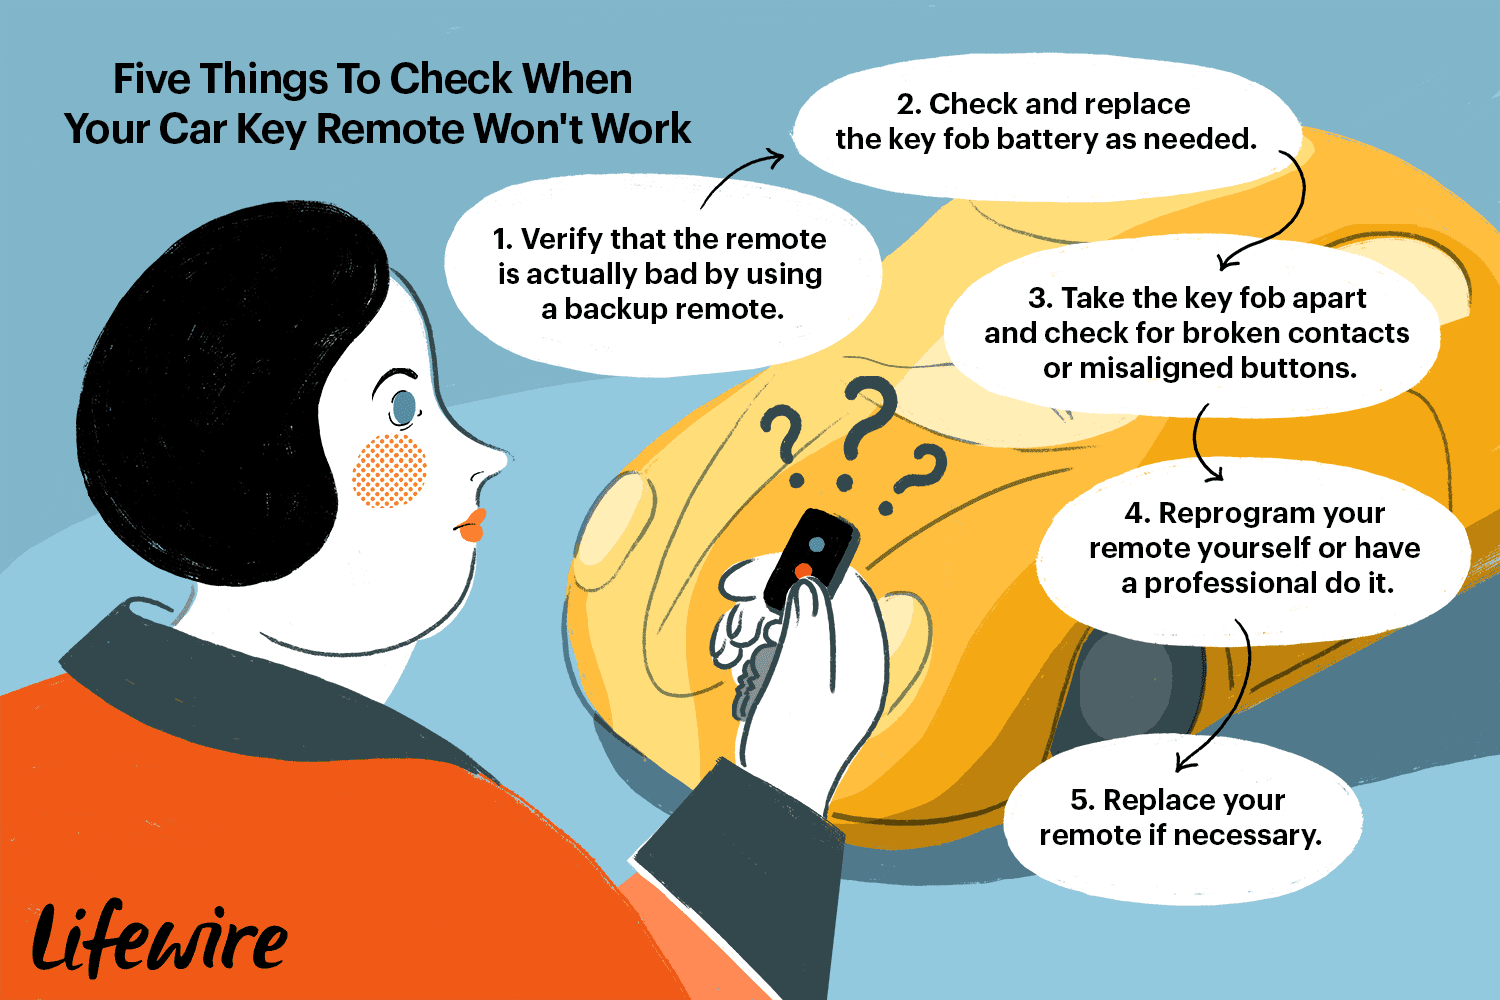 Five Things To Check When
Your Car Key Remote Won't Work
1. Verify that the remote
is actually bad by using
a backup remote.
2. Check and replace
the key fob battery as needed.
3. Take the key fob apart
and check for broken contacts
or misaligned buttons.
4. Reprogram your
remote yourself or have
a professional do it.
5. Replace your
remote if necessary.
? ? ?
Lifewire